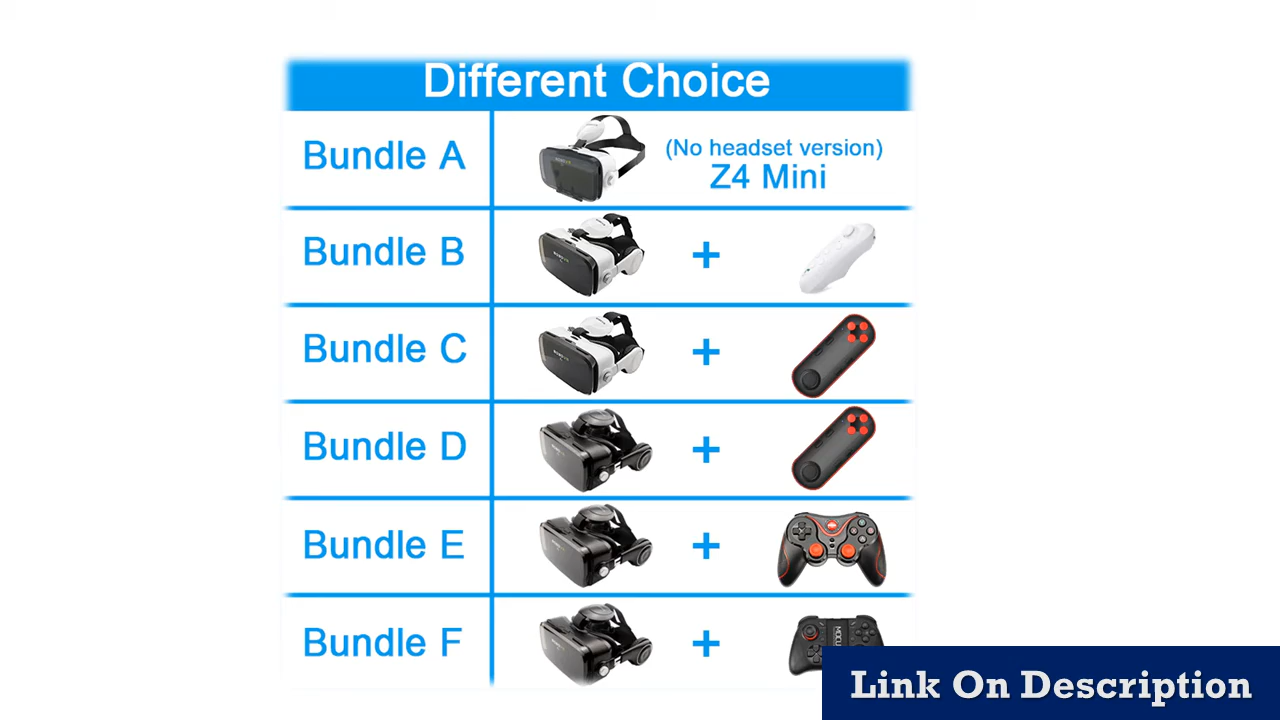 Different Choice
Bundle A
(No headset version)
Z4 Mini
Bundle B
+
Bundle C
+
Bundle D
+
Bundle E
+
Bundle F
+
Link On Description